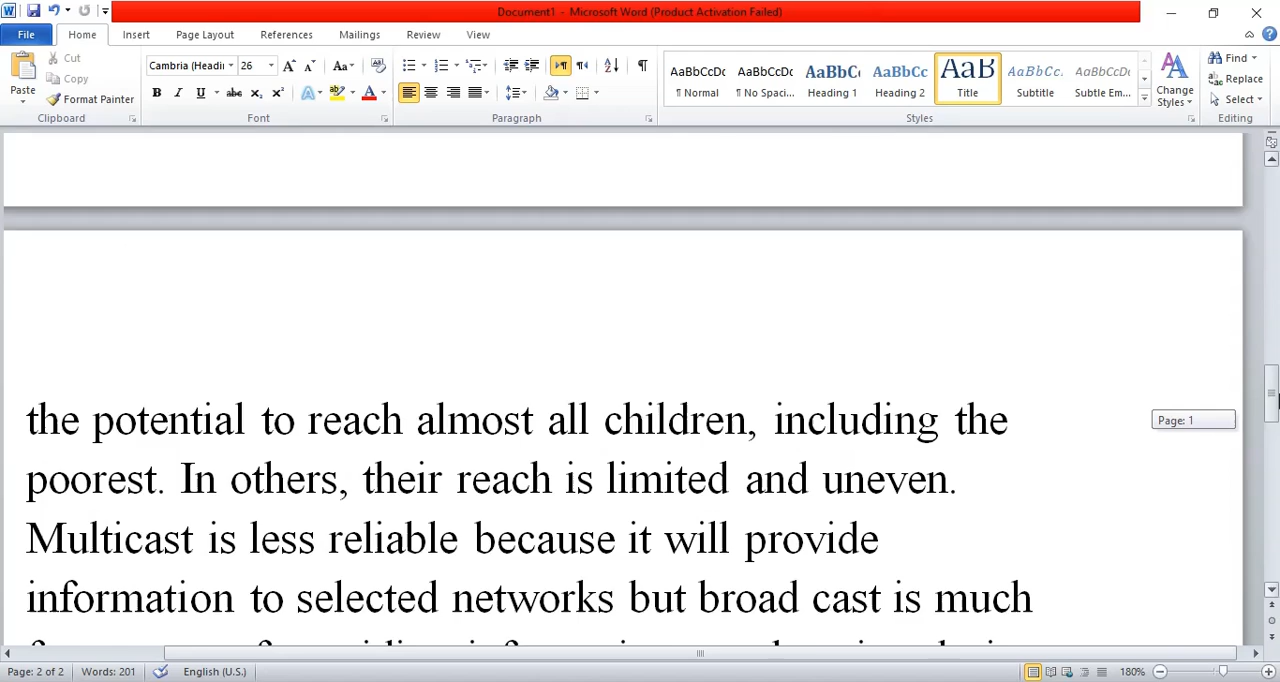 Document1 - Microsoft Word (Product Activation Failed)
File Home Insert Page Layout References Mailings Review View
Paste
Cut
Copy
Format Painter
Clipboard
Cambria (Headi 26
Font
Paragraph
AaBbCcDc AaBbCcDc AaBbC AaBbCc AaB AaBbCc. AaBbCcDc
¶ Normal ¶ No Spaci... Heading 1 Heading 2 Title Subtitle Subtle Em...
Change
Styles
Styles
Find
Replace
Select
Editing
the potential to reach almost all children, including the
poorest. In others, their reach is limited and uneven.
Multicast is less reliable because it will provide
information to selected networks but broad cast is much
Page: 1
Page: 2 of 2 Words: 201 English (U.S.) 180%